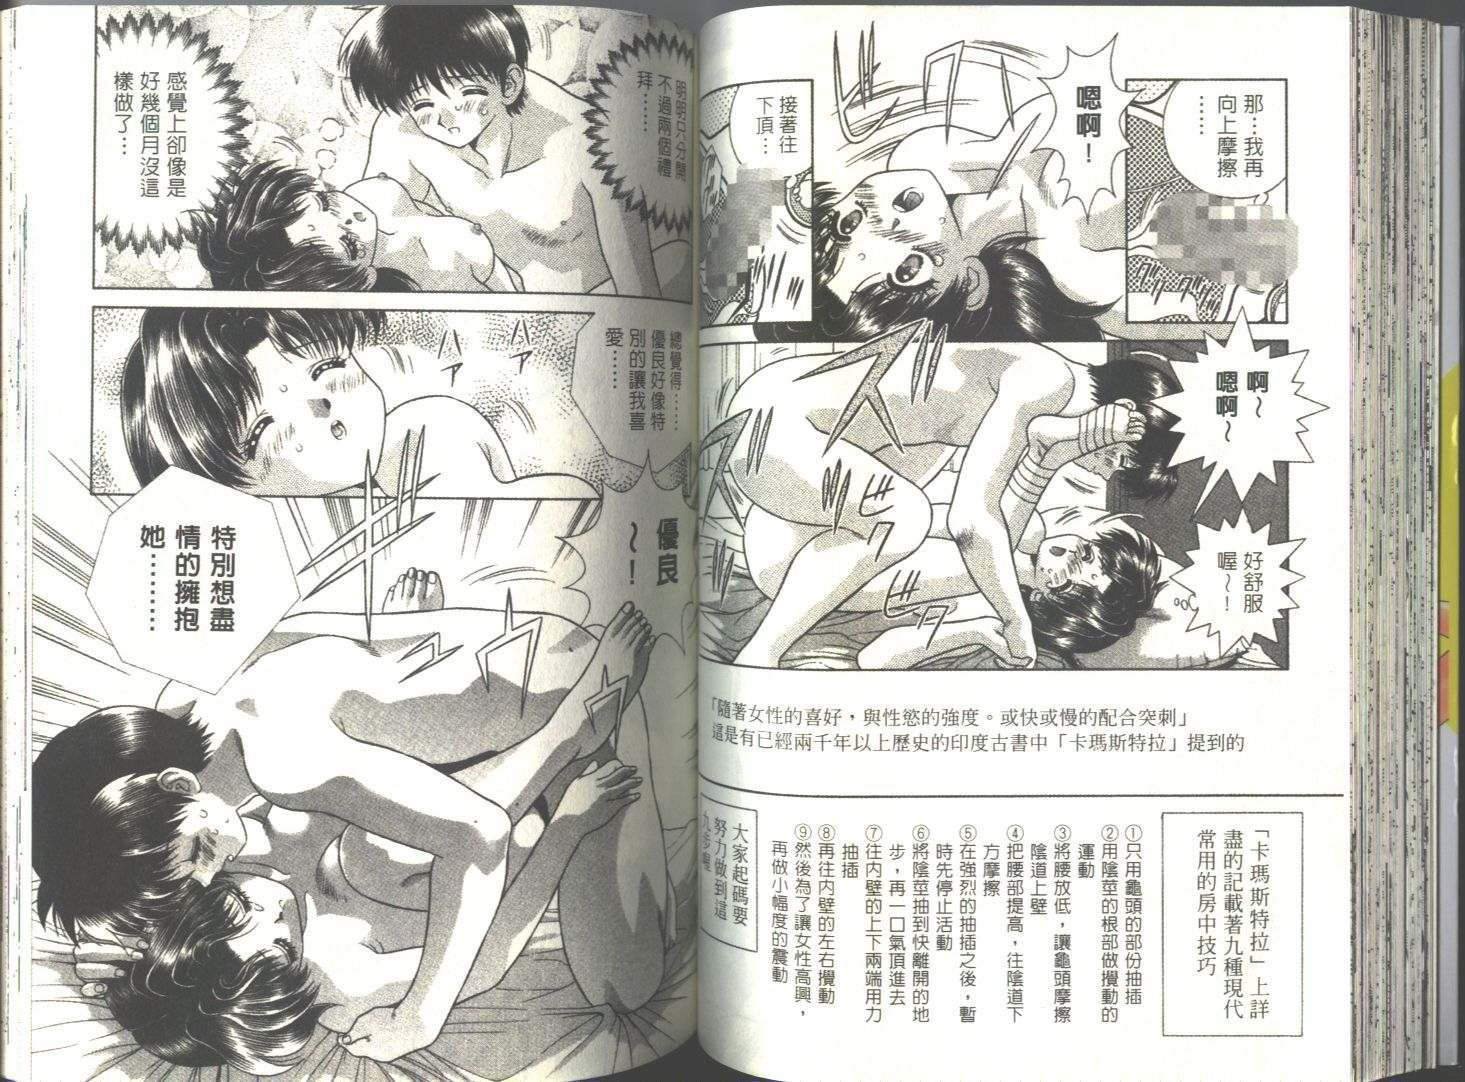 那…我再
向上摩擦
……
嗯啊！
接著往
下頂…
啊～
嗯啊～
好舒服
喔～！
「隨著女性的喜好，與性慾的強度。或快或慢的配合突刺」
這是有已經兩千年以上歷史的印度古書中「卡瑪斯特拉」提到的
「卡瑪斯特拉」上詳
盡的記載著九種現代
常用的房中技巧
①只用龜頭的部份抽插
②用陰莖的根部做攪動的
運動
③將腰放低，讓龜頭摩擦
陰道上壁
④把腰部提高，往陰道下
方摩擦
⑤在強烈的抽插之後，暫
時先停止活動
⑥將陰莖抽到快離開的地
步，再一口氣頂進去
⑦往內壁的上下兩端用力
抽插
⑧再往內壁的左右攪動
⑨然後為了讓女性高興，
再做小幅度的震動
大家起碼要
努力做到這
九步喔
明明只分開
不過兩個禮
拜……
感覺上卻像是
好幾個月沒這
樣做了…
總覺得……
優良好像特
別的讓我喜
愛……
ハァ
ハァ
優良
～！
特別想盡
情的擁抱
她………